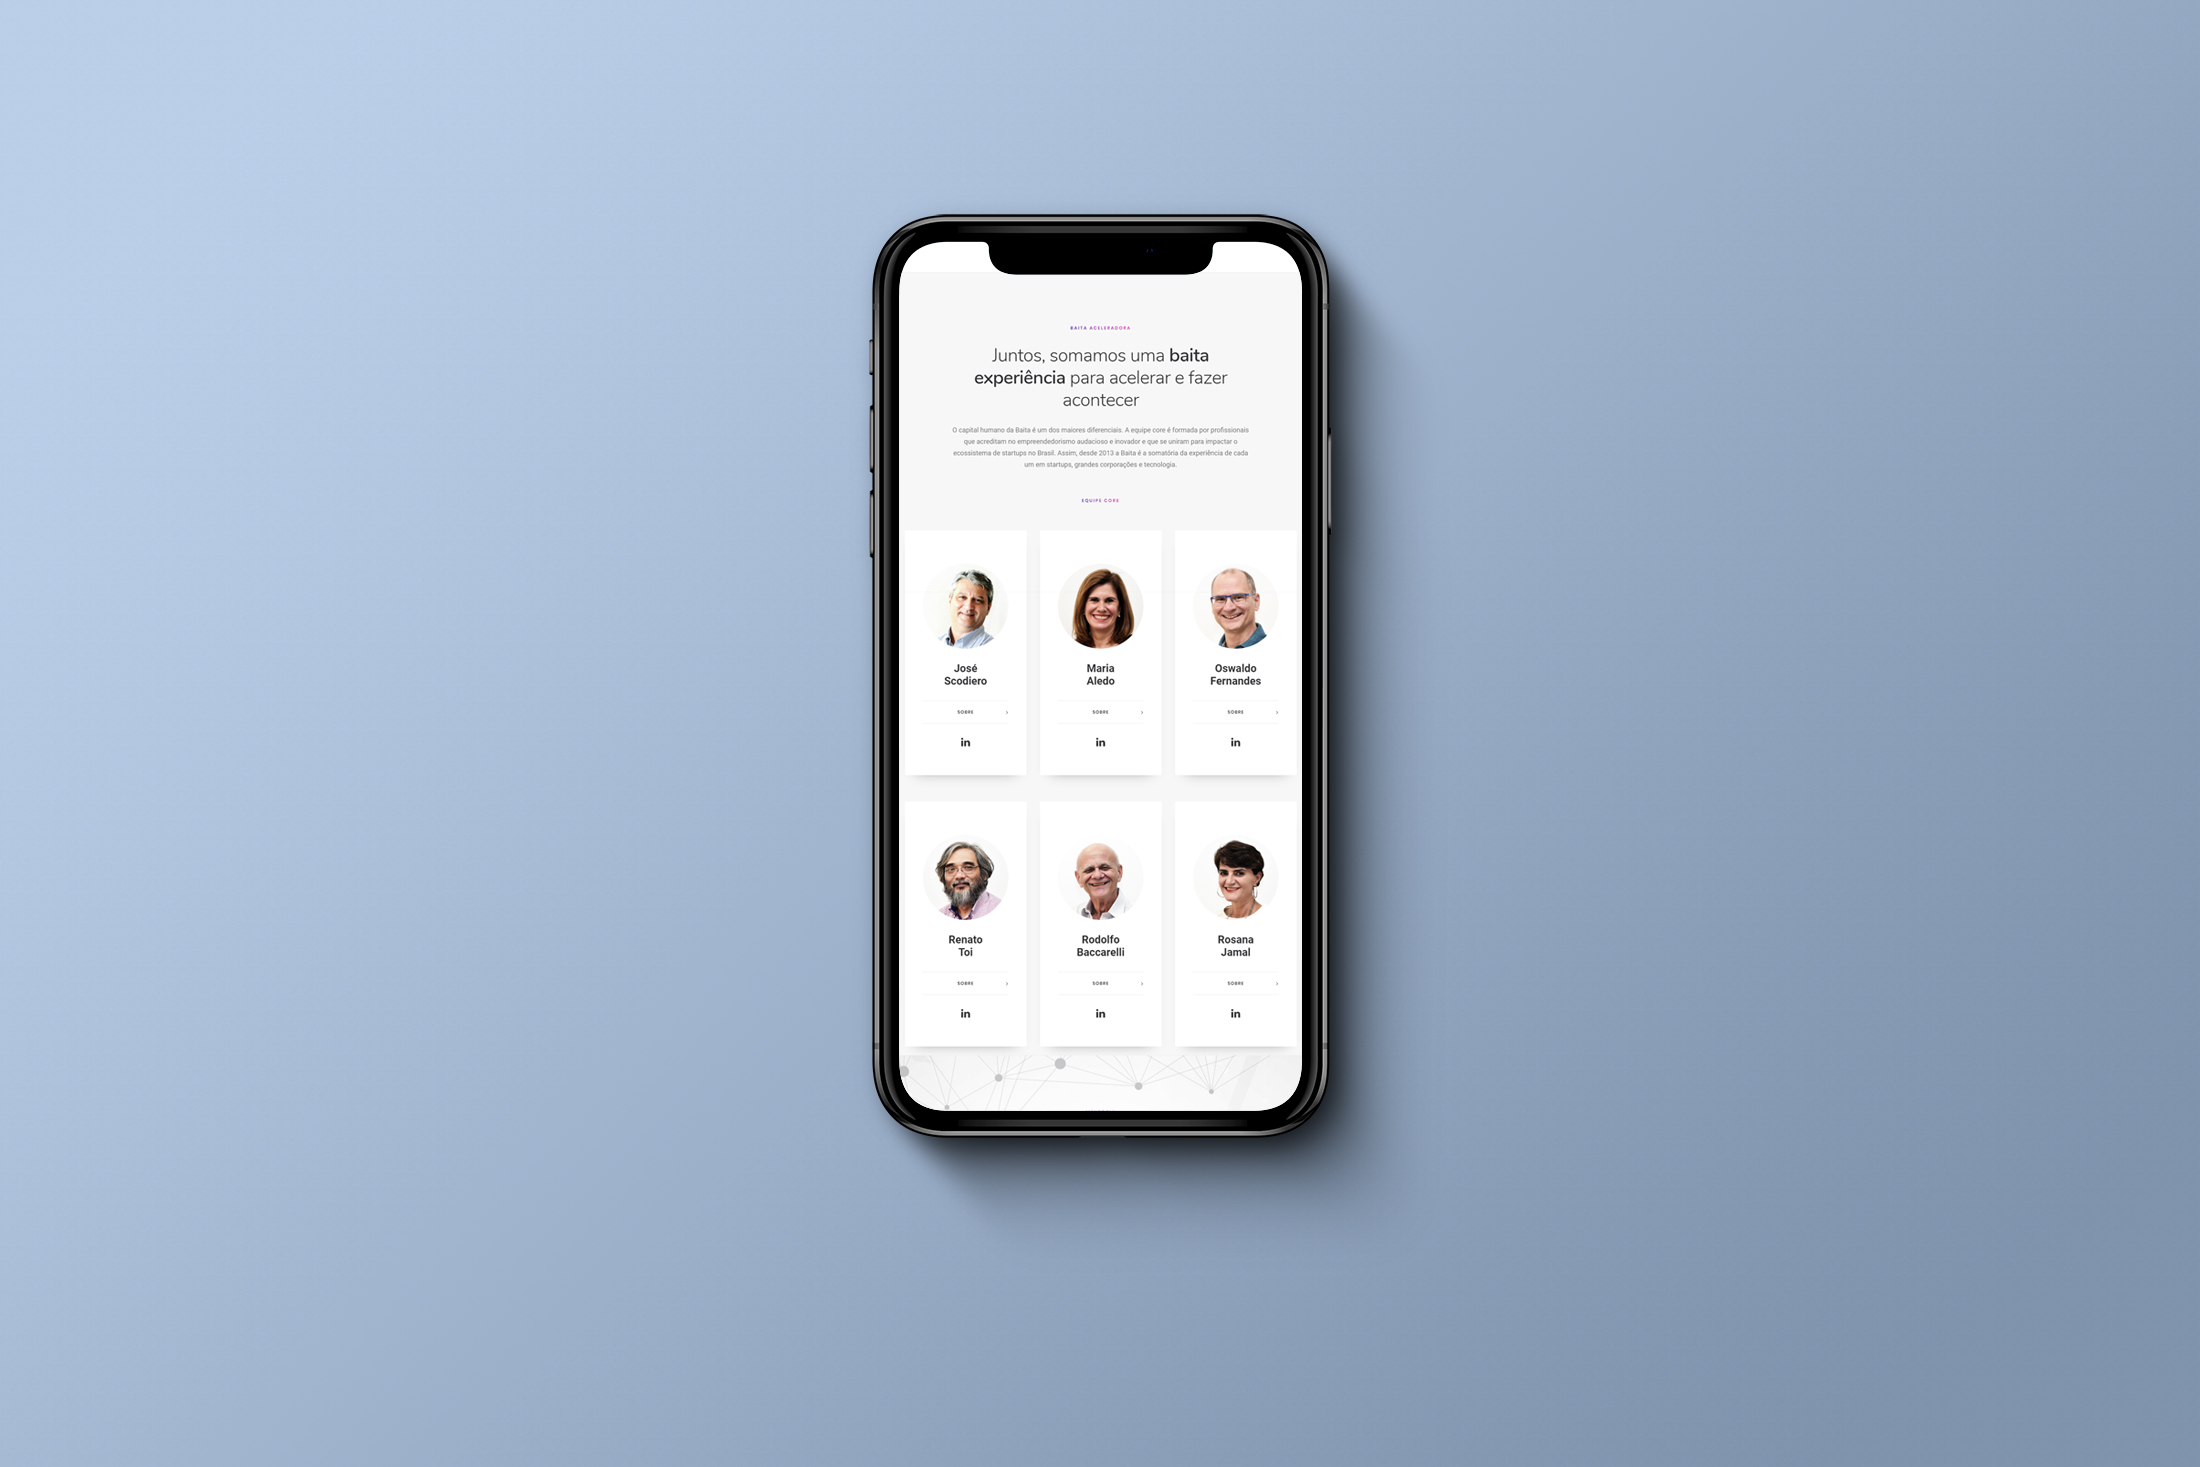 BAITA ACELERADORA
Juntos, somamos uma baita
experiência para acelerar e fazer
acontecer
O capital humano da Baita é um dos maiores diferenciais. A equipe core é formada por profissionais
que acreditam no empreendedorismo audacioso e inovador e que se uniram para impactar o
ecossistema de startups no Brasil. Assim, desde 2013 a Baita é a somatória da experiência de cada
um em startups, grandes corporações e tecnologia.
EQUIPE CORE
José
Scodiero
SOBRE
in
Maria
Aledo
SOBRE
in
Oswaldo
Fernandes
SOBRE
in
Renato
Toi
SOBRE
in
Rodolfo
Baccarelli
SOBRE
in
Rosana
Jamal
SOBRE
in